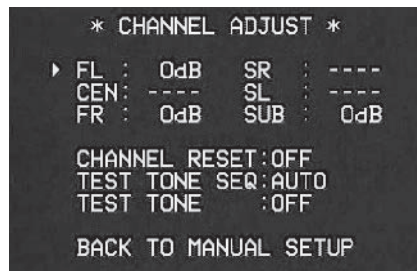 * CHANNEL ADJUST *
FL : 0dB SR : ----
CEN: ---- SL : ----
FR : 0dB SUB : 0dB
CHANNEL RESET:OFF
TEST TONE SEQ:AUTO
TEST TONE :OFF
BACK TO MANUAL SETUP